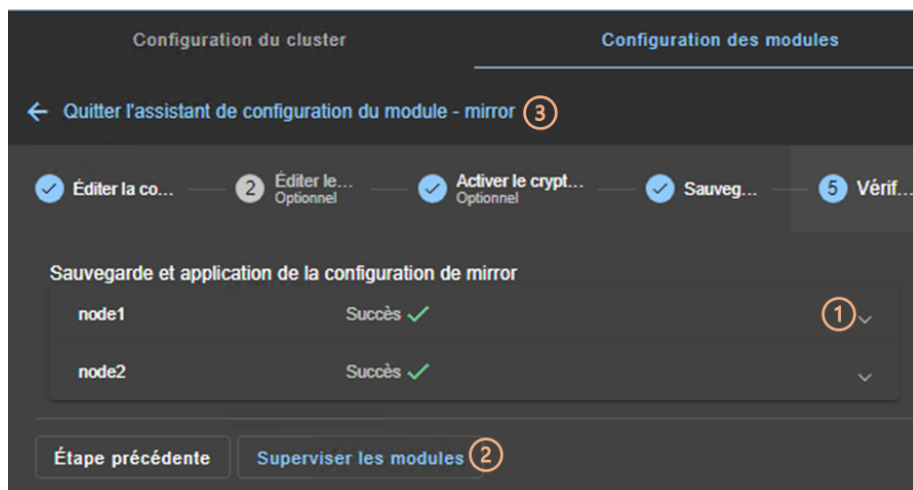 Configuration du cluster Configuration des modules
Quitter l'assistant de configuration du module - mirror 3
Éditer la co... 2 Éditer le... Activer le crypt... Sauveg... 5 Vérif...
Optionnel Optionnel
Sauvegarde et application de la configuration de mirror
node1 Succès 1
node2 Succès
Étape précédente Superviser les modules 2